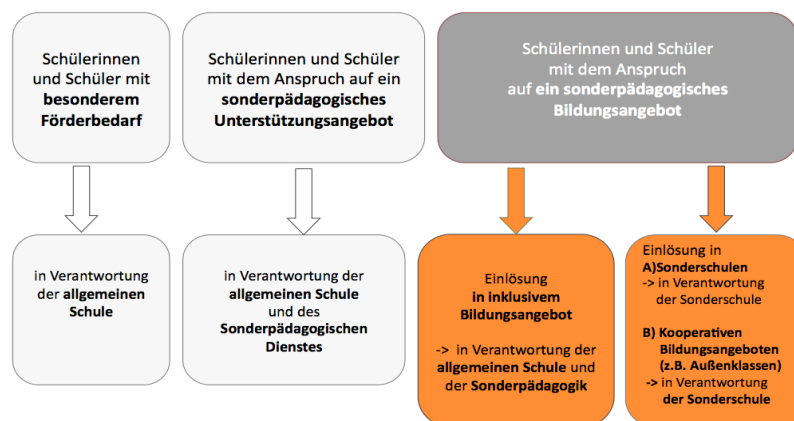 Schülerinnen
und Schüler mit
besonderem
Förderbedarf
Schülerinnen und Schüler
mit dem Anspruch auf ein
sonderpädagogisches
Unterstützungsangebot
Schülerinnen und Schüler
mit dem Anspruch
auf ein sonderpädagogisches
Bildungsangebot
in Verantwortung
der allgemeinen
Schule
in Verantwortung der
allgemeinen Schule
und des
Sonderpädagogischen
Dienstes
Einlösung
in inklusivem
Bildungsangebot
-> in Verantwortung der
allgemeinen Schule und
der Sonderpädagogik
Einlösung in
A)Sonderschulen
-> in Verantwortung
der Sonderschule
B) Kooperativen
Bildungsangeboten
(z.B. Außenklassen)
-> in Verantwortung
der Sonderschule